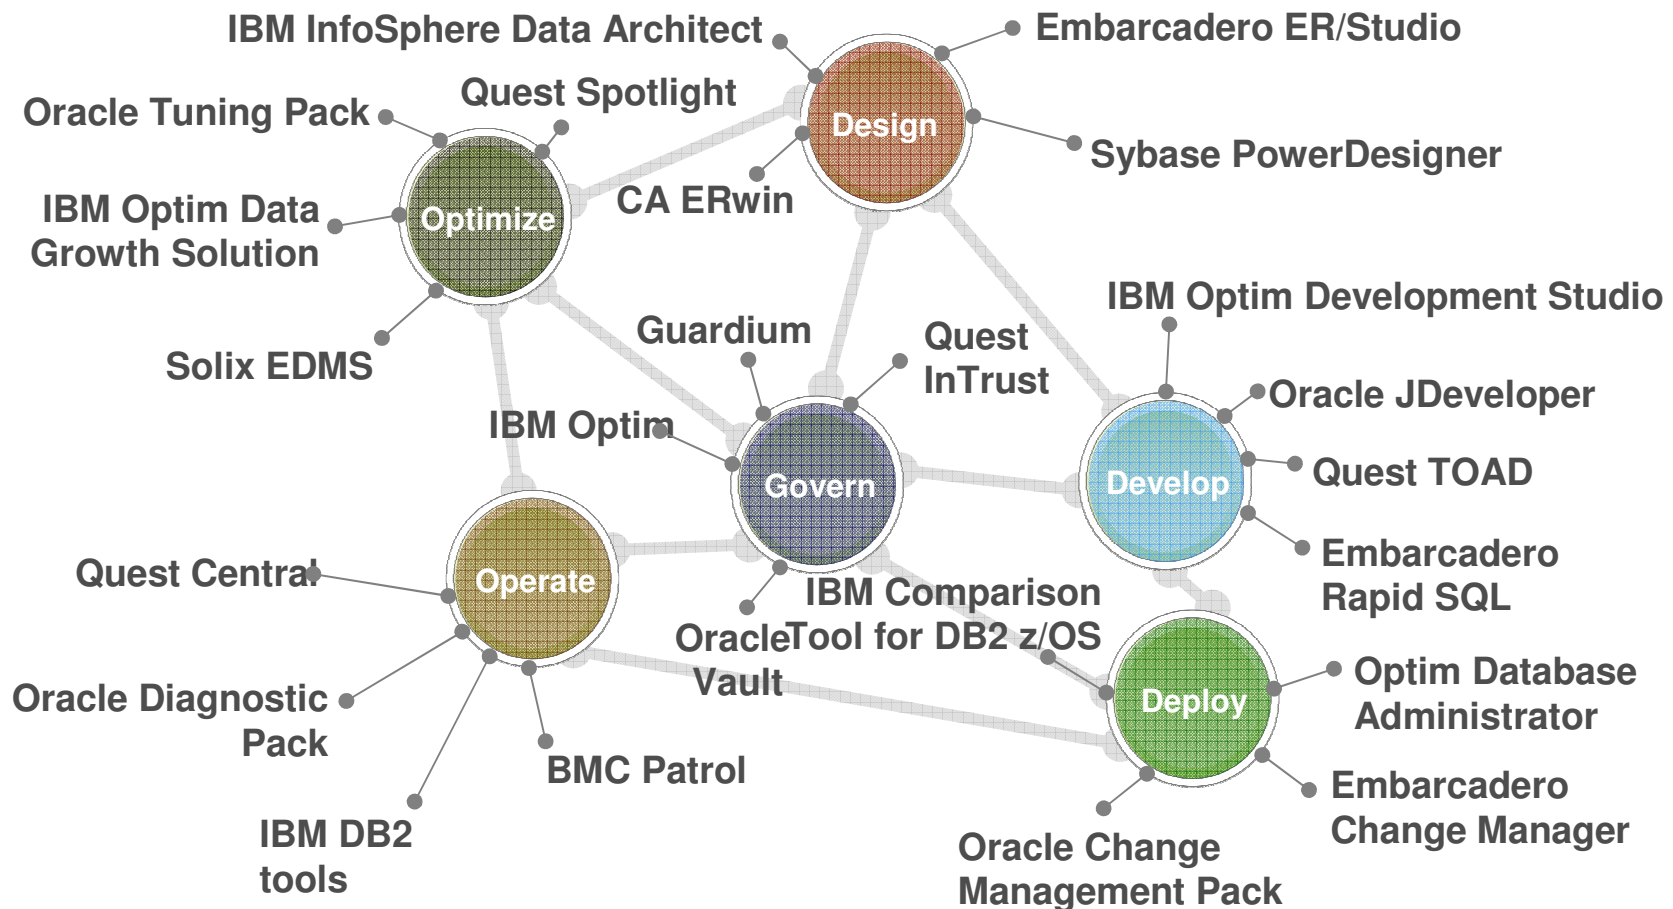 IBM InfoSphere Data Architect
Embarcadero ER/Studio
Oracle Tuning Pack
Quest Spotlight
Design
Sybase PowerDesigner
CA ERwin
IBM Optim Data
Growth Solution
Optimize
Solix EDMS
Guardium
Quest
InTrust
IBM Optim Development Studio
IBM Optim
Oracle JDeveloper
Govern
Develop
Quest TOAD
Embarcadero
Rapid SQL
Quest Central
Operate
IBM Comparison
Tool for DB2 z/OS
Oracle
Vault
Oracle Diagnostic
Pack
BMC Patrol
Deploy
Optim Database
Administrator
IBM DB2
tools
Embarcadero
Change Manager
Oracle Change
Management Pack